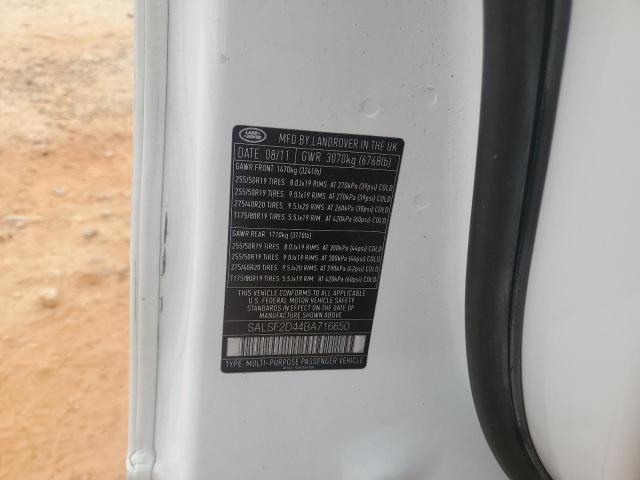 LAND ROVER
MFD BY LANDROVER IN THE UK
DATE 08/11 GWR: 3070kg (6768lb)
GAWR FRONT: 1470kg (3241lb)
255/50R19 TIRES. 8.0Jx19 RIMS. AT 270kPa (39psi) COLD
255/50R19 TIRES. 9.0Jx19 RIMS. AT 270kPa (39psi) COLD
275/40R20 TIRES. 9.5Jx20 RIMS. AT 260kPa (38psi) COLD
T175/80R19 TIRES. 5.5Jx19 RIM. AT 420kPa (60psi) COLD
GAWR REAR: 1710kg (3770lb)
255/50R19 TIRES. 8.0Jx19 RIMS. AT 300kPa (44psi) COLD
255/50R19 TIRES. 9.0Jx19 RIMS. AT 300kPa (44psi) COLD
275/40R20 TIRES. 9.5Jx20 RIMS. AT 290kPa (42psi) COLD
T175/80R19 TIRES. 5.5Jx19 RIM. AT 420kPa (60psi) COLD
THIS VEHICLE CONFORMS TO ALL APPLICABLE
U.S. FEDERAL MOTOR VEHICLE SAFETY
STANDARDS IN EFFECT ON THE DATE OF
MANUFACTURE SHOWN ABOVE.
SALSF2D44BA716650
TYPE: MULTI-PURPOSE PASSENGER VEHICLE